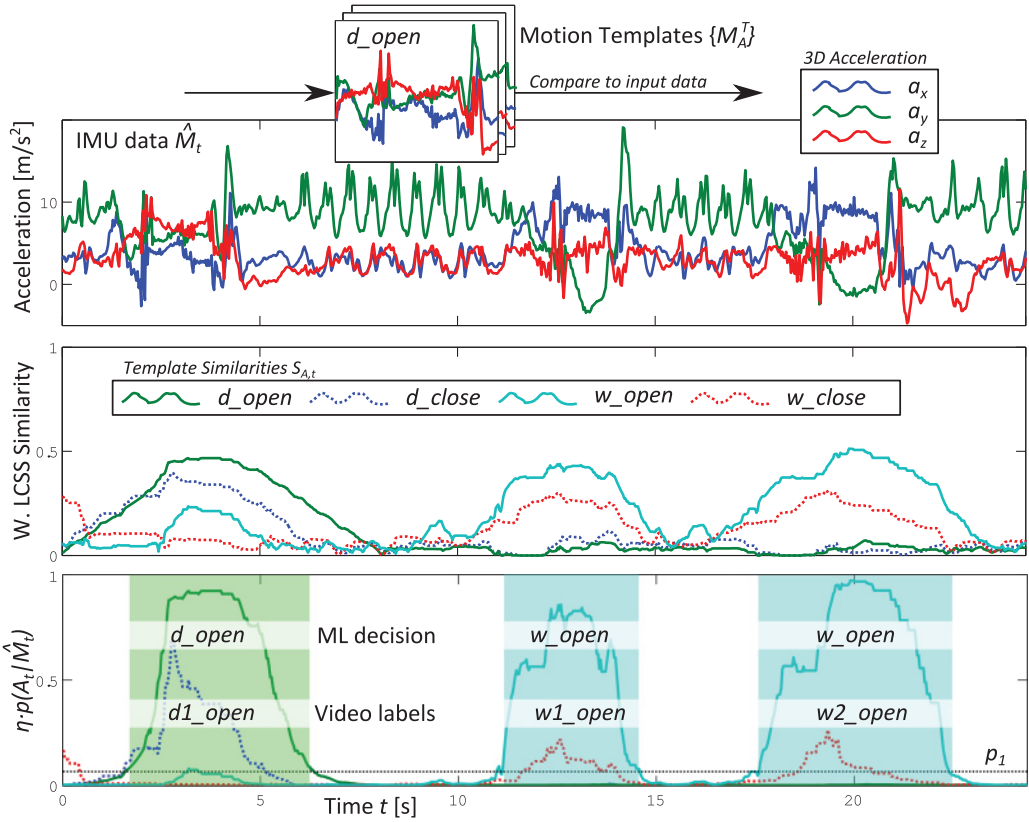 d_open
Motion Templates {M_A^T}
Compare to input data
3D Acceleration
a_x
a_y
a_z
IMU data M̂_t
Acceleration [m/s²]
10
0
1
Template Similarities S_A,t
d_open d_close w_open w_close
W. LCSS Similarity
0.5
0
1
d_open ML decision w_open w_open
η·p(A_t|M̂_t)
0.5
d1_open Video labels w1_open w2_open
p_1
0
0 5 10 15 20
Time t [s]